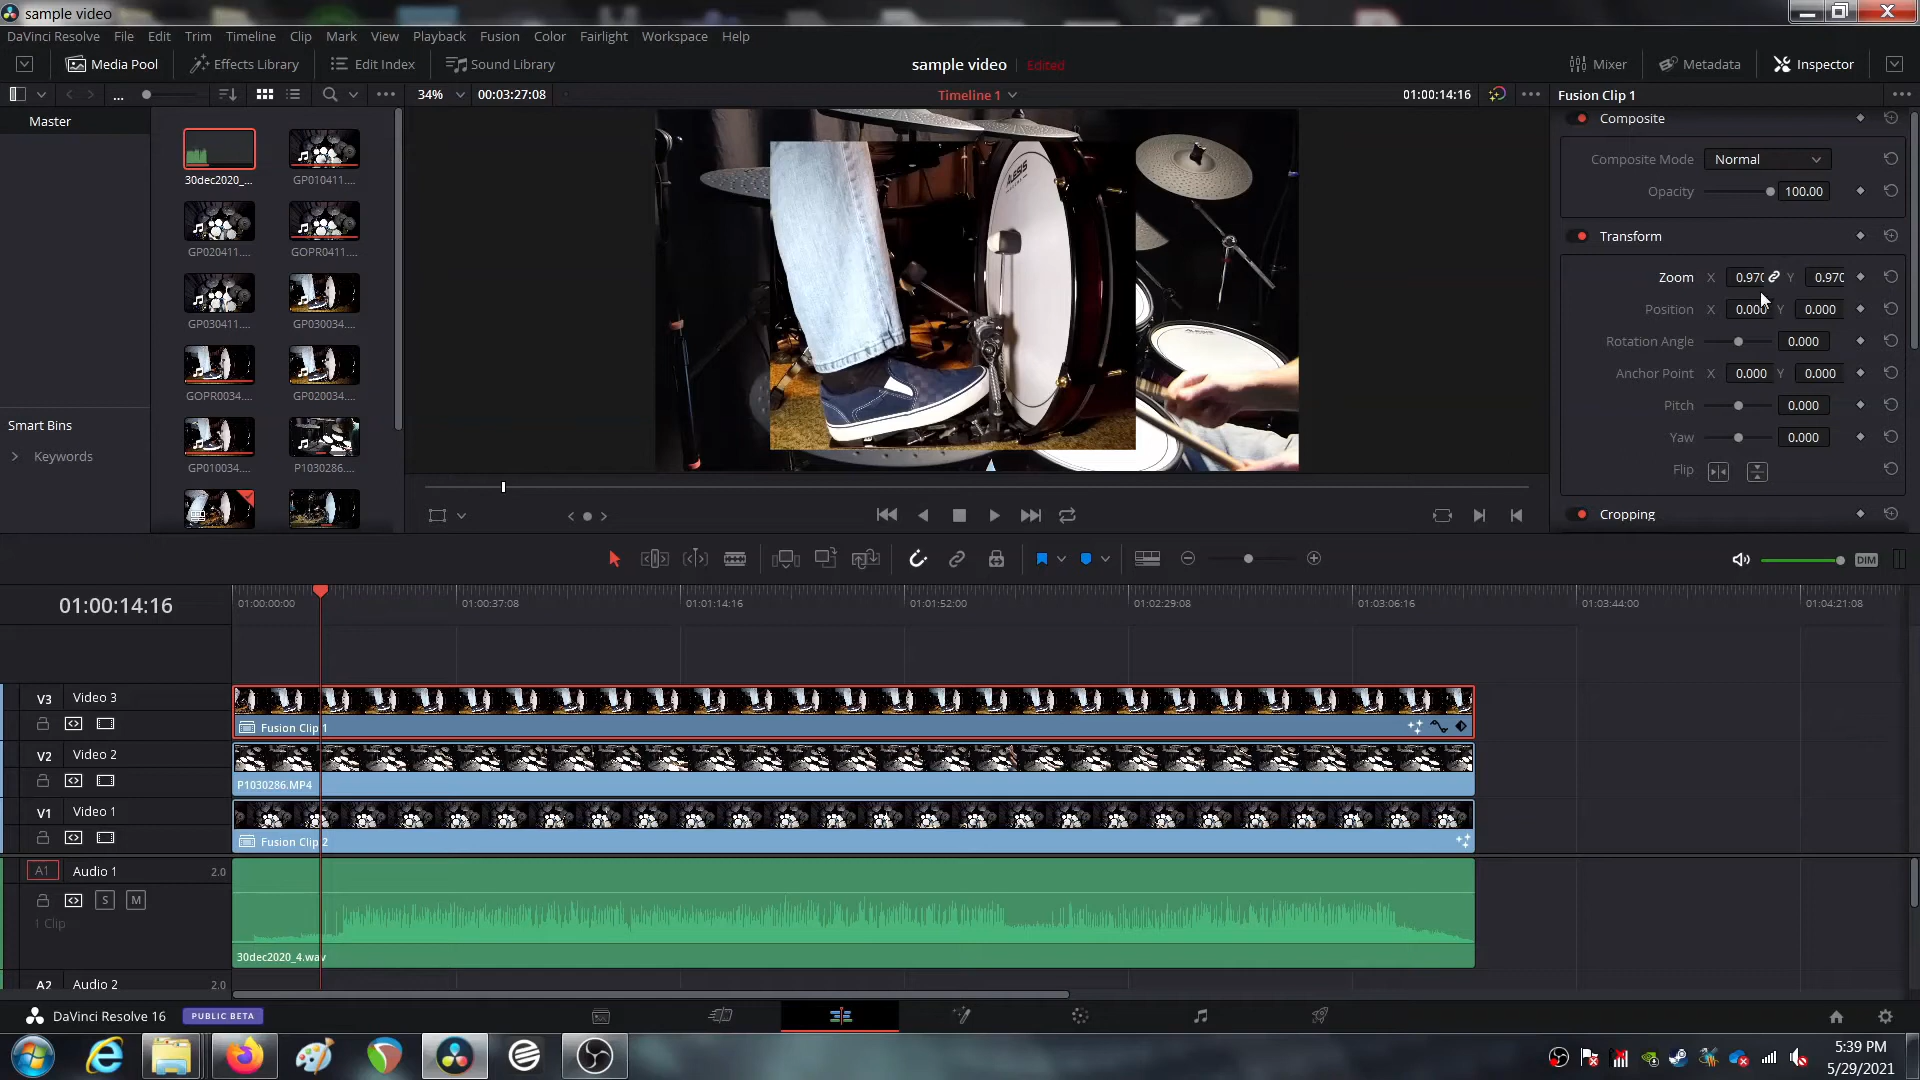 sample video
DaVinci Resolve File Edit Trim Timeline Clip Mark View Playback Fusion Color Fairlight Workspace Help
Media Pool Effects Library Edit Index Sound Library sample video Edited Mixer Metadata Inspector
... 34% 00:03:27:08 Timeline 1 01:00:14:16 Fusion Clip 1
Master
Composite
Composite Mode Normal
30dec2020_... GP010411....
Opacity 100.00
Transform
GP020411.... GOPR0411....
Zoom X 0.970 Y 0.970
Position X 0.000 Y 0.000
GP030411.... GP030034....
Rotation Angle 0.000
Anchor Point X 0.000 Y 0.000
GOPR0034.... GP020034....
Pitch 0.000
Smart Bins
Yaw 0.000
Keywords
GP010034.... P1030286....
Flip
Cropping
ALESIS
DIM
01:00:14:16
01:00:00:00 01:00:37:08 01:01:14:16 01:01:52:00 01:02:29:08 01:03:06:16 01:03:44:00 01:04:21:08
V3 Video 3
Fusion Clip 1
V2 Video 2
P1030286.MP4
V1 Video 1
Fusion Clip 2
A1 Audio 1 2.0
S M
1 Clip
30dec2020_4.wav
A2 Audio 2 2.0
DaVinci Resolve 16 PUBLIC BETA
5:39 PM
5/29/2021